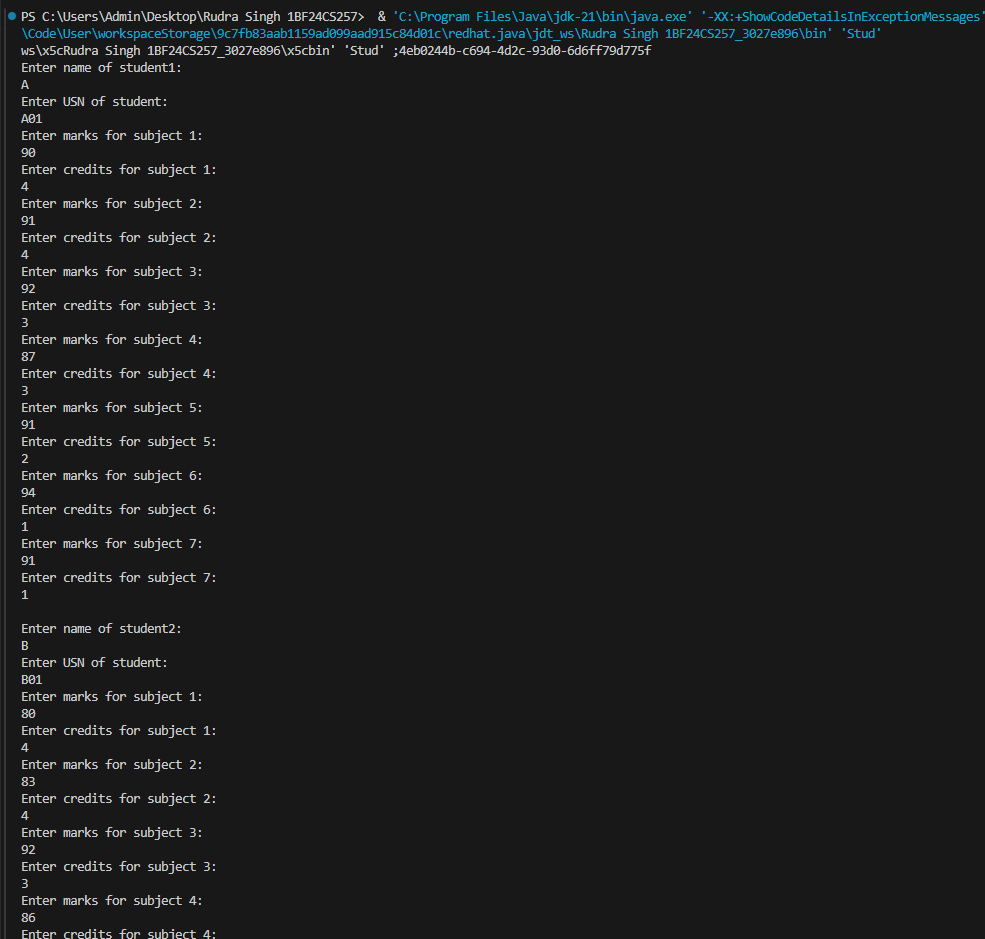 PS C:\Users\Admin\Desktop\Rudra Singh 1BF24CS257>  & 'C:\Program Files\Java\jdk-21\bin\java.exe' '-XX:+ShowCodeDetailsInExceptionMessages'
\Code\User\workspaceStorage\9c7fb83aab1159ad099aad915c84d01c\redhat.java\jdt_ws\Rudra Singh 1BF24CS257_3027e896\bin' 'Stud'
ws\x5cRudra Singh 1BF24CS257_3027e896\x5cbin' 'Stud' ;4eb0244b-c694-4d2c-93d0-6d6ff79d775f
Enter name of student1:
A
Enter USN of student:
A01
Enter marks for subject 1:
90
Enter credits for subject 1:
4
Enter marks for subject 2:
91
Enter credits for subject 2:
4
Enter marks for subject 3:
92
Enter credits for subject 3:
3
Enter marks for subject 4:
87
Enter credits for subject 4:
3
Enter marks for subject 5:
91
Enter credits for subject 5:
2
Enter marks for subject 6:
94
Enter credits for subject 6:
1
Enter marks for subject 7:
91
Enter credits for subject 7:
1
Enter name of student2:
B
Enter USN of student:
B01
Enter marks for subject 1:
80
Enter credits for subject 1:
4
Enter marks for subject 2:
83
Enter credits for subject 2:
4
Enter marks for subject 3:
92
Enter credits for subject 3:
3
Enter marks for subject 4:
86
Enter credits for subject 4: